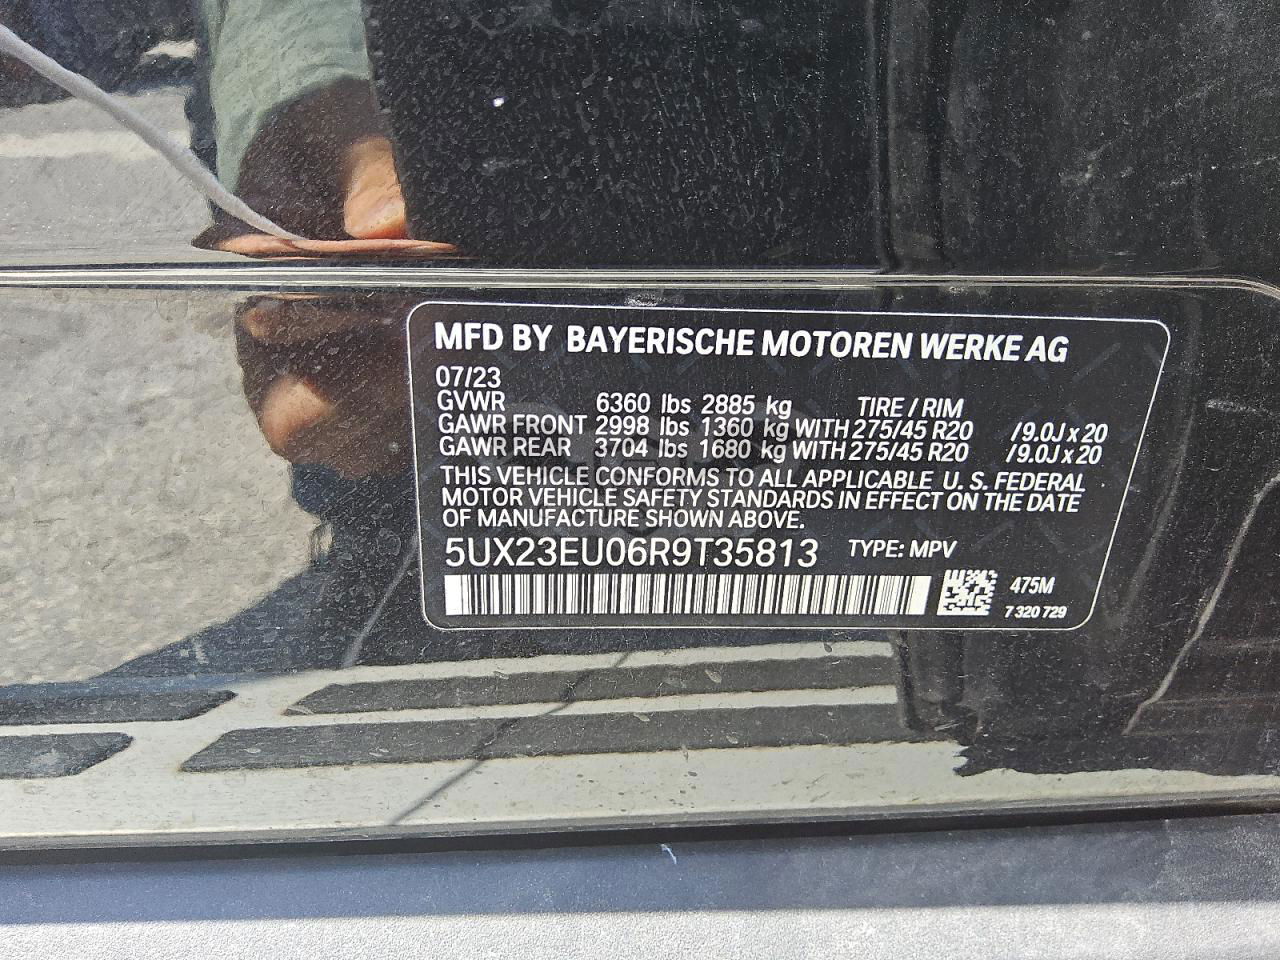 MFD BY BAYERISCHE MOTOREN WERKE AG
07/23
GVWR 6360 lbs 2885 kg TIRE / RIM
GAWR FRONT 2998 lbs 1360 kg WITH 275/45 R20 /9.0J x 20
GAWR REAR 3704 lbs 1680 kg WITH 275/45 R20 /9.0J x 20
THIS VEHICLE CONFORMS TO ALL APPLICABLE U. S. FEDERAL
MOTOR VEHICLE SAFETY STANDARDS IN EFFECT ON THE DATE
OF MANUFACTURE SHOWN ABOVE.
5UX23EU06R9T35813 TYPE: MPV
475M
7 320 729